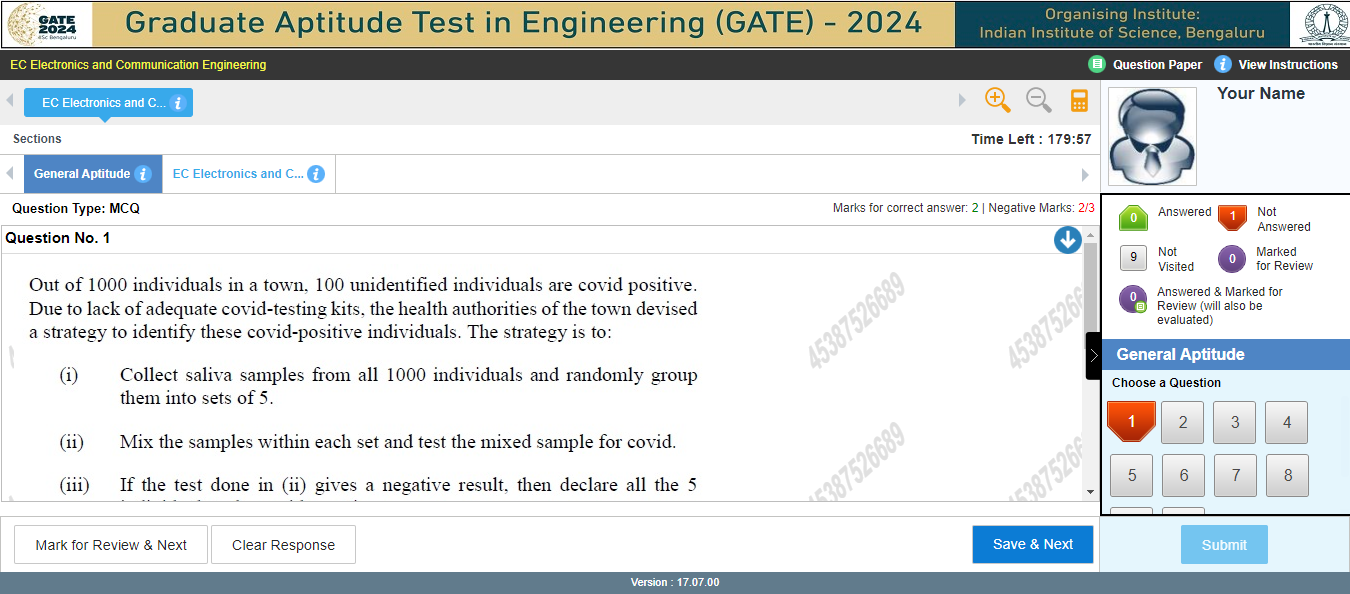 GATE
2024
IISc Bengaluru
Graduate Aptitude Test in Engineering (GATE) - 2024
Organising Institute:
Indian Institute of Science, Bengaluru
EC Electronics and Communication Engineering
Question Paper
i View Instructions
EC Electronics and C... i
Your Name
Sections
Time Left : 179:57
General Aptitude i
EC Electronics and C... i
Question Type: MCQ
Marks for correct answer: 2 | Negative Marks: 2/3
Question No. 1
Out of 1000 individuals in a town, 100 unidentified individuals are covid positive.
Due to lack of adequate covid-testing kits, the health authorities of the town devised
a strategy to identify these covid-positive individuals. The strategy is to:
(i) Collect saliva samples from all 1000 individuals and randomly group
them into sets of 5.
(ii) Mix the samples within each set and test the mixed sample for covid.
(iii) If the test done in (ii) gives a negative result, then declare all the 5
45387526689
45387526689
45387526689
45387526689
0 Answered
1 Not
Answered
9 Not
Visited
0 Marked
for Review
0 Answered & Marked for
Review (will also be
evaluated)
General Aptitude
Choose a Question
1 2 3 4
5 6 7 8
Mark for Review & Next
Clear Response
Save & Next
Submit
Version : 17.07.00